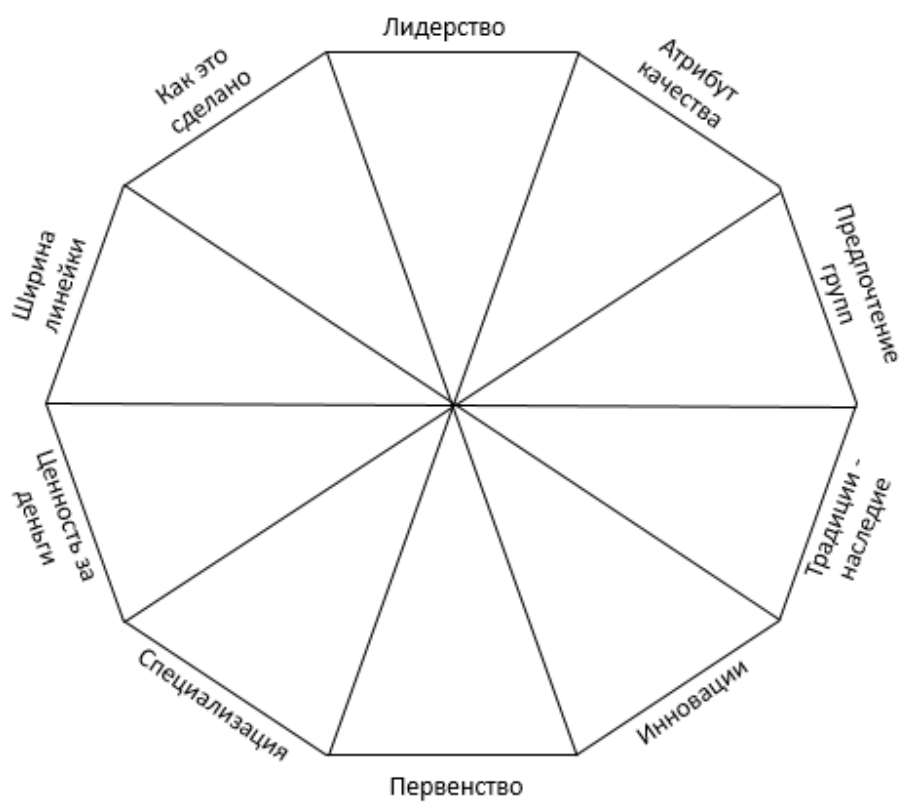 Лидерство
Атрибут
качества
Предпочтение
групп
Традиции -
наследие
Инновации
Первенство
Специализация
Ценность за
деньги
Ширина
линейки
Как это
сделано